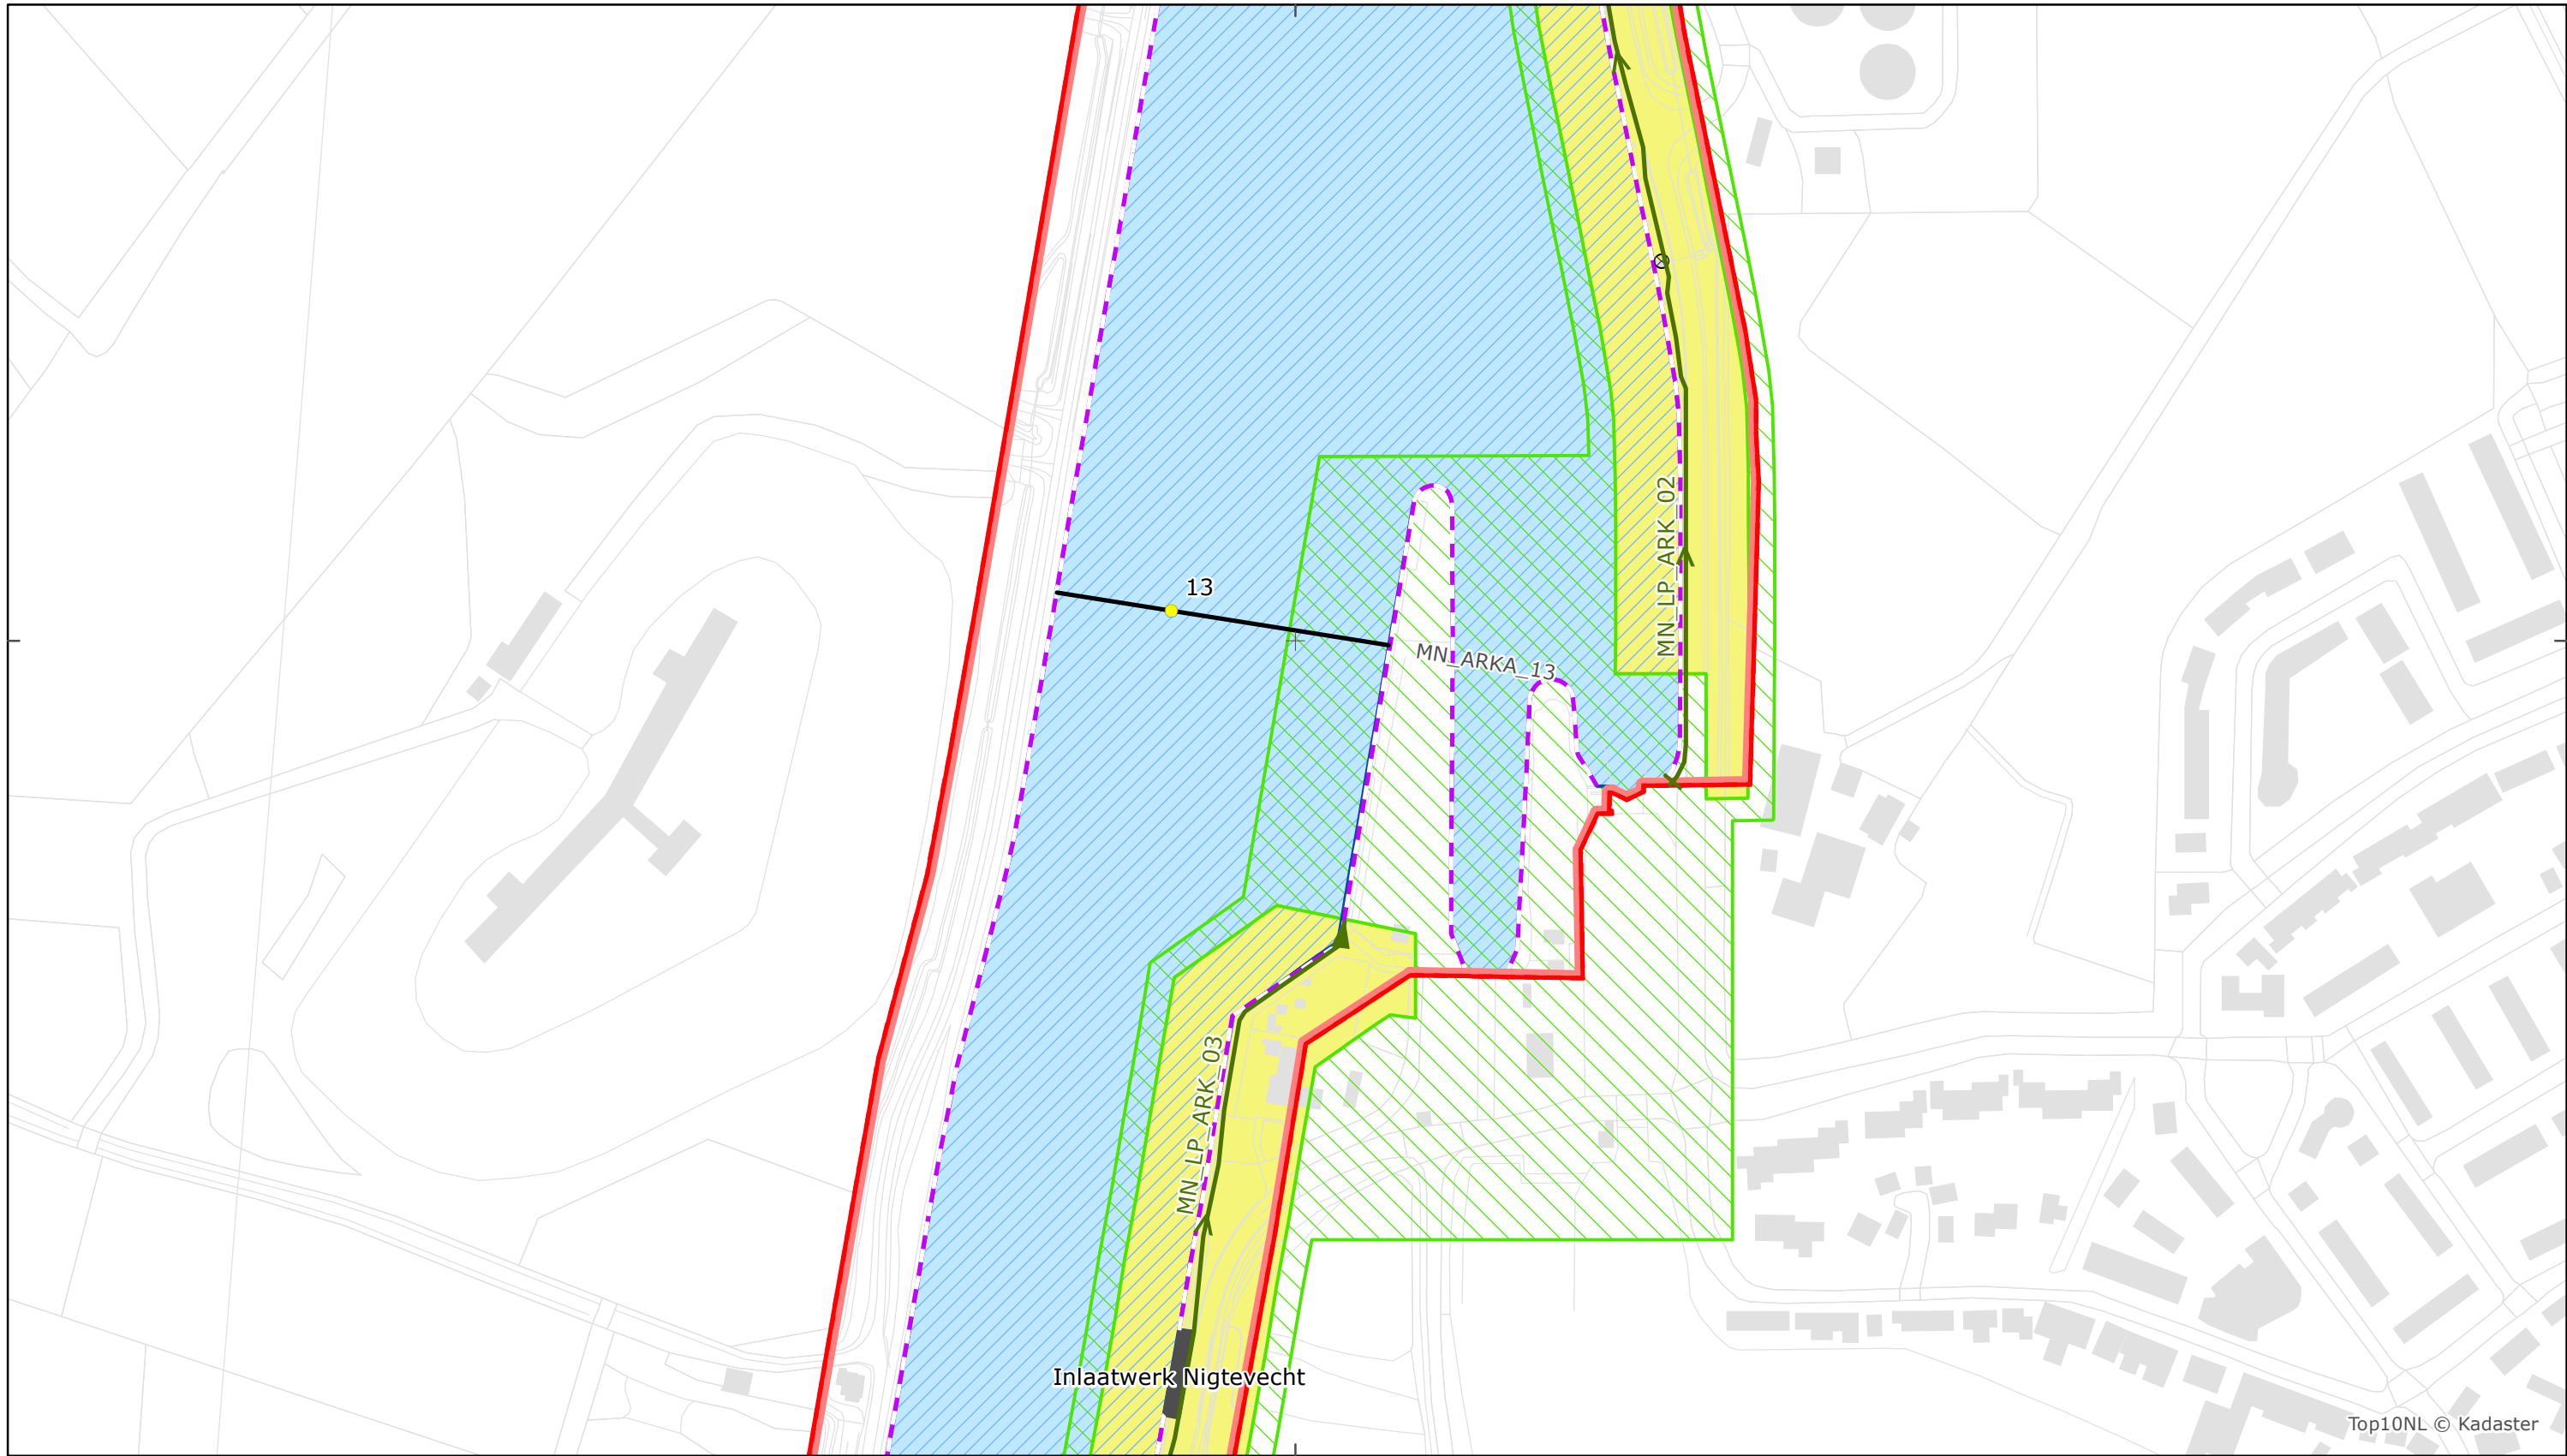 13
MN_LP_ARK_02
MN_ARKA_13
MN_LP_ARK_03
Inlaatwerk Nigtevecht
Top10NL © Kadaster